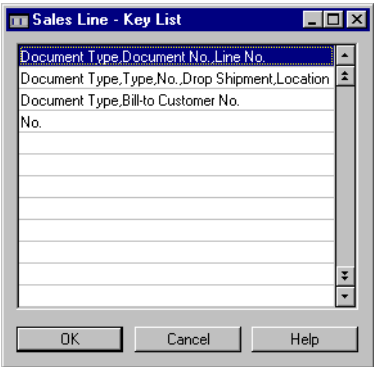 Sales Line - Key List
Document Type,Document No.,Line No.
Document Type,Type,No.,Drop Shipment,Location
Document Type,Bill-to Customer No.
No.
OK Cancel Help